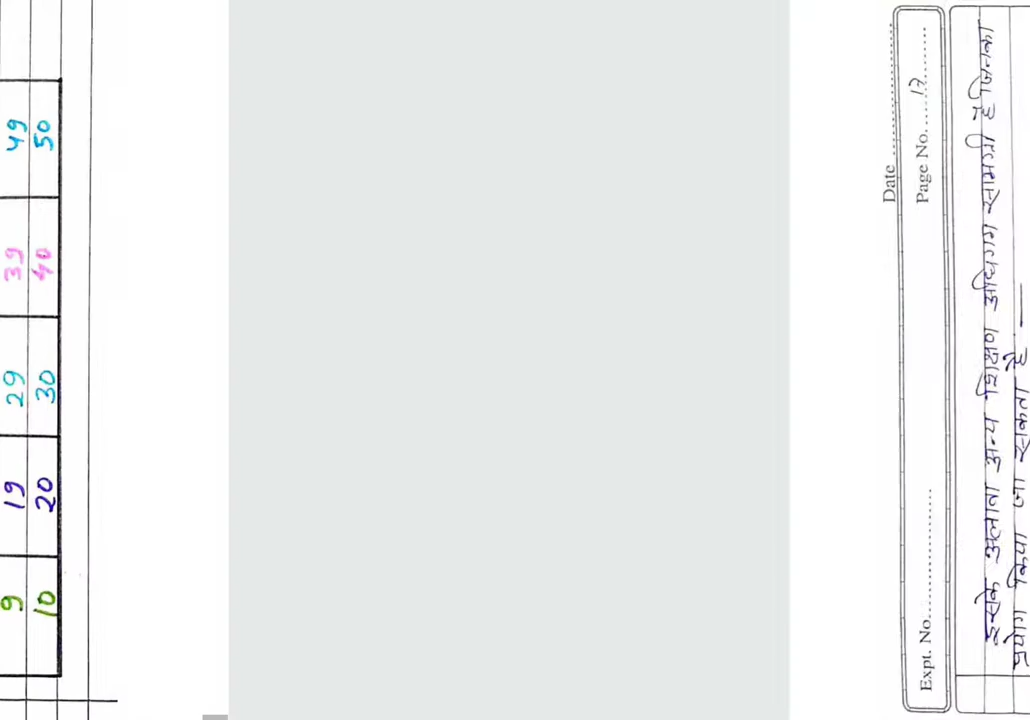 9 19 29 39 49
10 20 30 40 50
Date ....................
Expt. No.................... Page No......17.......
इसके अलावा अन्य शिक्षण अधिगम सामग्री है जिनका
प्रयोग किया जा सकता है. —